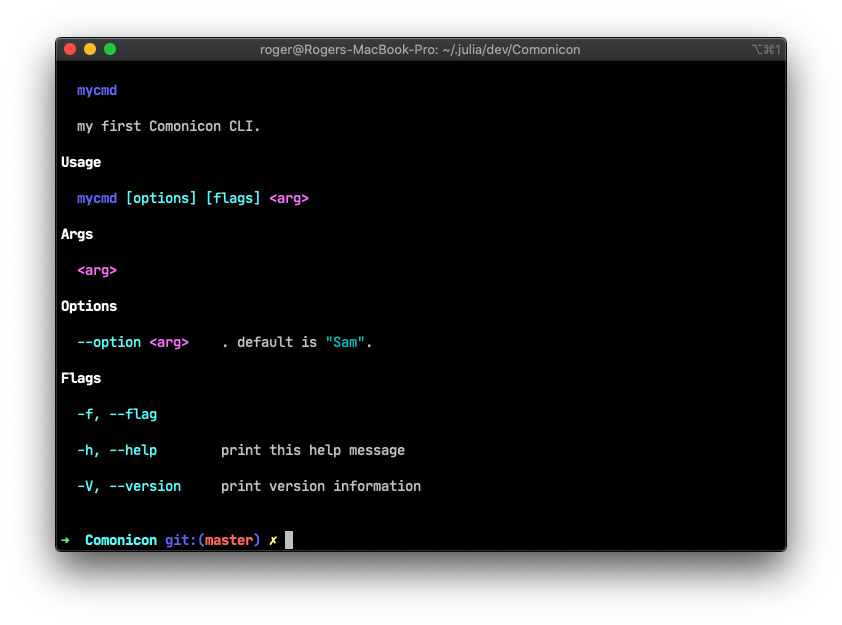 roger@Rogers-MacBook-Pro: ~/.julia/dev/Comonicon ⌥⌘1
mycmd
my first Comonicon CLI.
Usage
mycmd [options] [flags] <arg>
Args
<arg>
Options
--option <arg> . default is "Sam".
Flags
-f, --flag
-h, --help print this help message
-V, --version print version information
➜ Comonicon git:(master) ✗